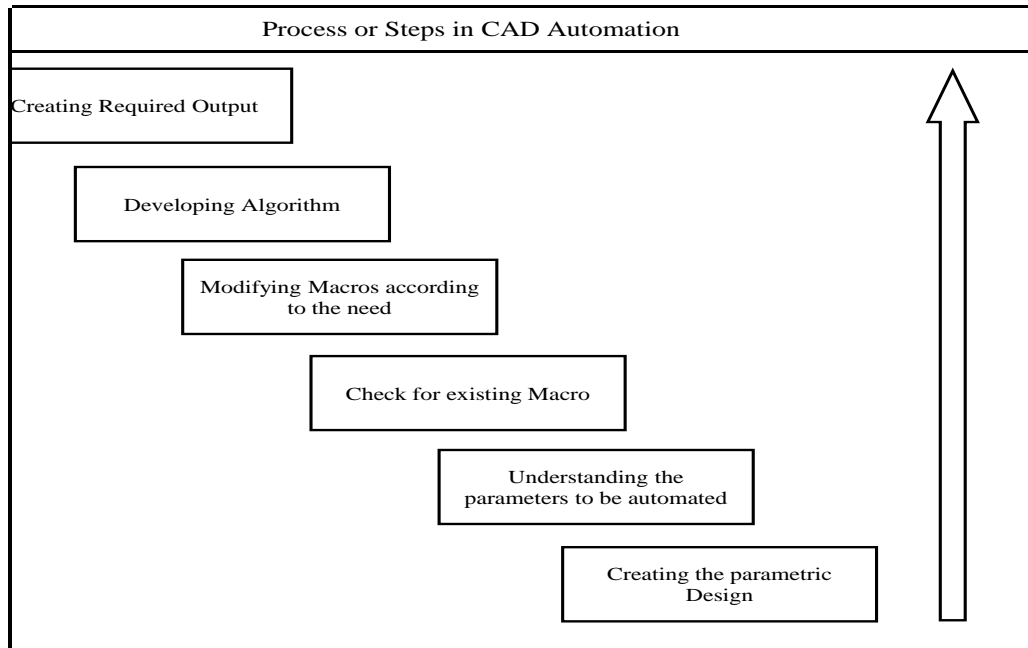 Process or Steps in CAD Automation
Creating Required Output
Developing Algorithm
Modifying Macros according
to the need
Check for existing Macro
Understanding the
parameters to be automated
Creating the parametric
Design